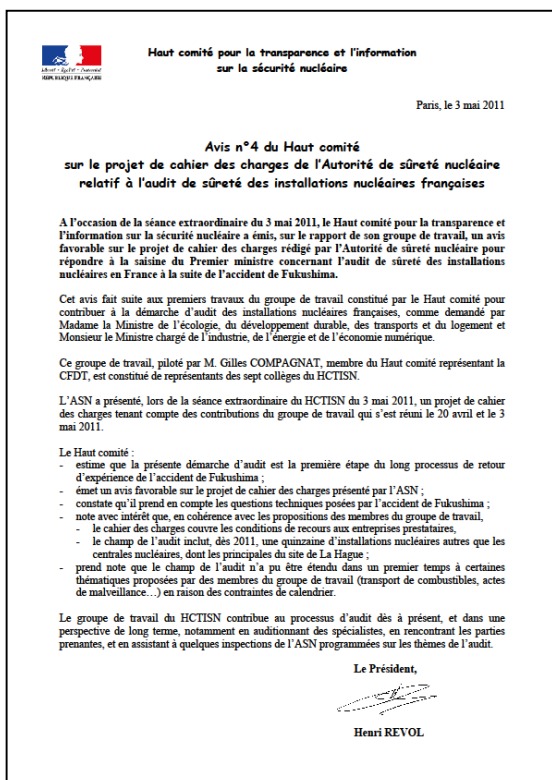 Liberté • Égalité • Fraternité
RÉPUBLIQUE FRANÇAISE
Haut comité pour la transparence et l'information
sur la sécurité nucléaire
Paris, le 3 mai 2011
Avis n°4 du Haut comité
sur le projet de cahier des charges de l'Autorité de sûreté nucléaire
relatif à l'audit de sûreté des installations nucléaires françaises
A l'occasion de la séance extraordinaire du 3 mai 2011, le Haut comité pour la transparence et
l'information sur la sécurité nucléaire a émis, sur le rapport de son groupe de travail, un avis
favorable sur le projet de cahier des charges rédigé par l'Autorité de sûreté nucléaire pour
répondre à la saisine du Premier ministre concernant l'audit de sûreté des installations
nucléaires en France à la suite de l'accident de Fukushima.
Cet avis fait suite aux premiers travaux du groupe de travail constitué par le Haut comité pour
contribuer à la démarche d'audit des installations nucléaires françaises, comme demandé par
Madame la Ministre de l'écologie, du développement durable, des transports et du logement et
Monsieur le Ministre chargé de l'industrie, de l'énergie et de l'économie numérique.
Ce groupe de travail, piloté par M. Gilles COMPAGNAT, membre du Haut comité représentant la
CFDT, est constitué de représentants des sept collèges du HCTISN.
L'ASN a présenté, lors de la séance extraordinaire du HCTISN du 3 mai 2011, un projet de cahier
des charges tenant compte des contributions du groupe de travail qui s'est réuni le 20 avril et le 3
mai 2011.
Le Haut comité :
- estime que la présente démarche d'audit est la première étape du long processus de retour
d'expérience de l'accident de Fukushima ;
- émet un avis favorable sur le projet de cahier des charges présenté par l'ASN ;
- constate qu'il prend en compte les questions techniques posées par l'accident de Fukushima ;
- note avec intérêt que, en cohérence avec les propositions des membres du groupe de travail,
- le cahier des charges couvre les conditions de recours aux entreprises prestataires,
- le champ de l'audit inclut, dès 2011, une quinzaine d'installations nucléaires autres que les
centrales nucléaires, dont les principales du site de La Hague ;
- prend note que le champ de l'audit n'a pu être étendu dans un premier temps à certaines
thématiques proposées par des membres du groupe de travail (transport de combustibles, actes
de malveillance…) en raison des contraintes de calendrier.
Le groupe de travail du HCTISN contribue au processus d'audit dès à présent, et dans une
perspective de long terme, notamment en auditionnant des spécialistes, en rencontrant les parties
prenantes, et en assistant à quelques inspections de l'ASN programmées sur les thèmes de l'audit.
Le Président,
Henri REVOL